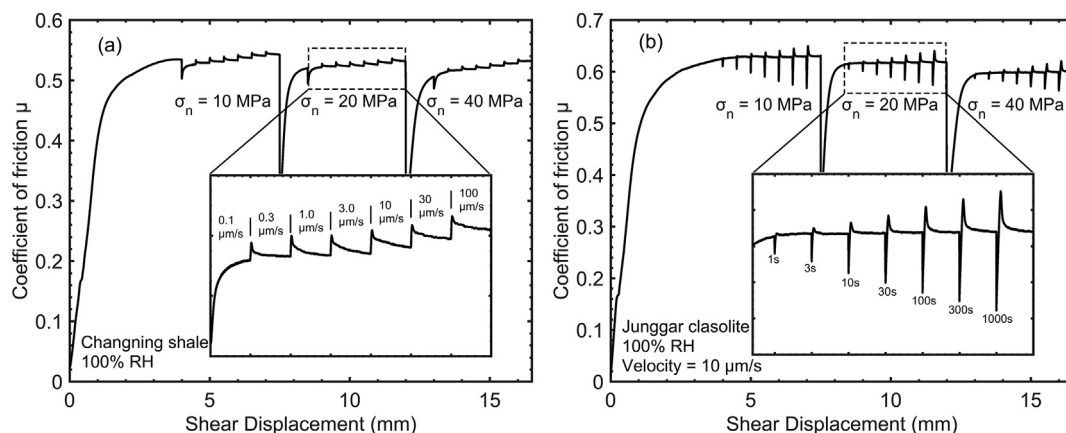 (a)
Coefficient of friction μ
0.6
0.5
0.4
0.3
0.2
0.1
0
0
5
10
15
Shear Displacement (mm)
σn = 10 MPa
σn = 20 MPa
σn = 40 MPa
0.1
μm/s
0.3
μm/s
1.0
μm/s
3.0
μm/s
10
μm/s
30
μm/s
100
μm/s
Changning shale
100% RH
(b)
Coefficient of friction μ
0.7
0.6
0.5
0.4
0.3
0.2
0.1
0
0
5
10
15
Shear Displacement (mm)
σn = 10 MPa
σn = 20 MPa
σn = 40 MPa
1s
3s
10s
30s
100s
300s
1000s
Junggar clasolite
100% RH
Velocity = 10 μm/s